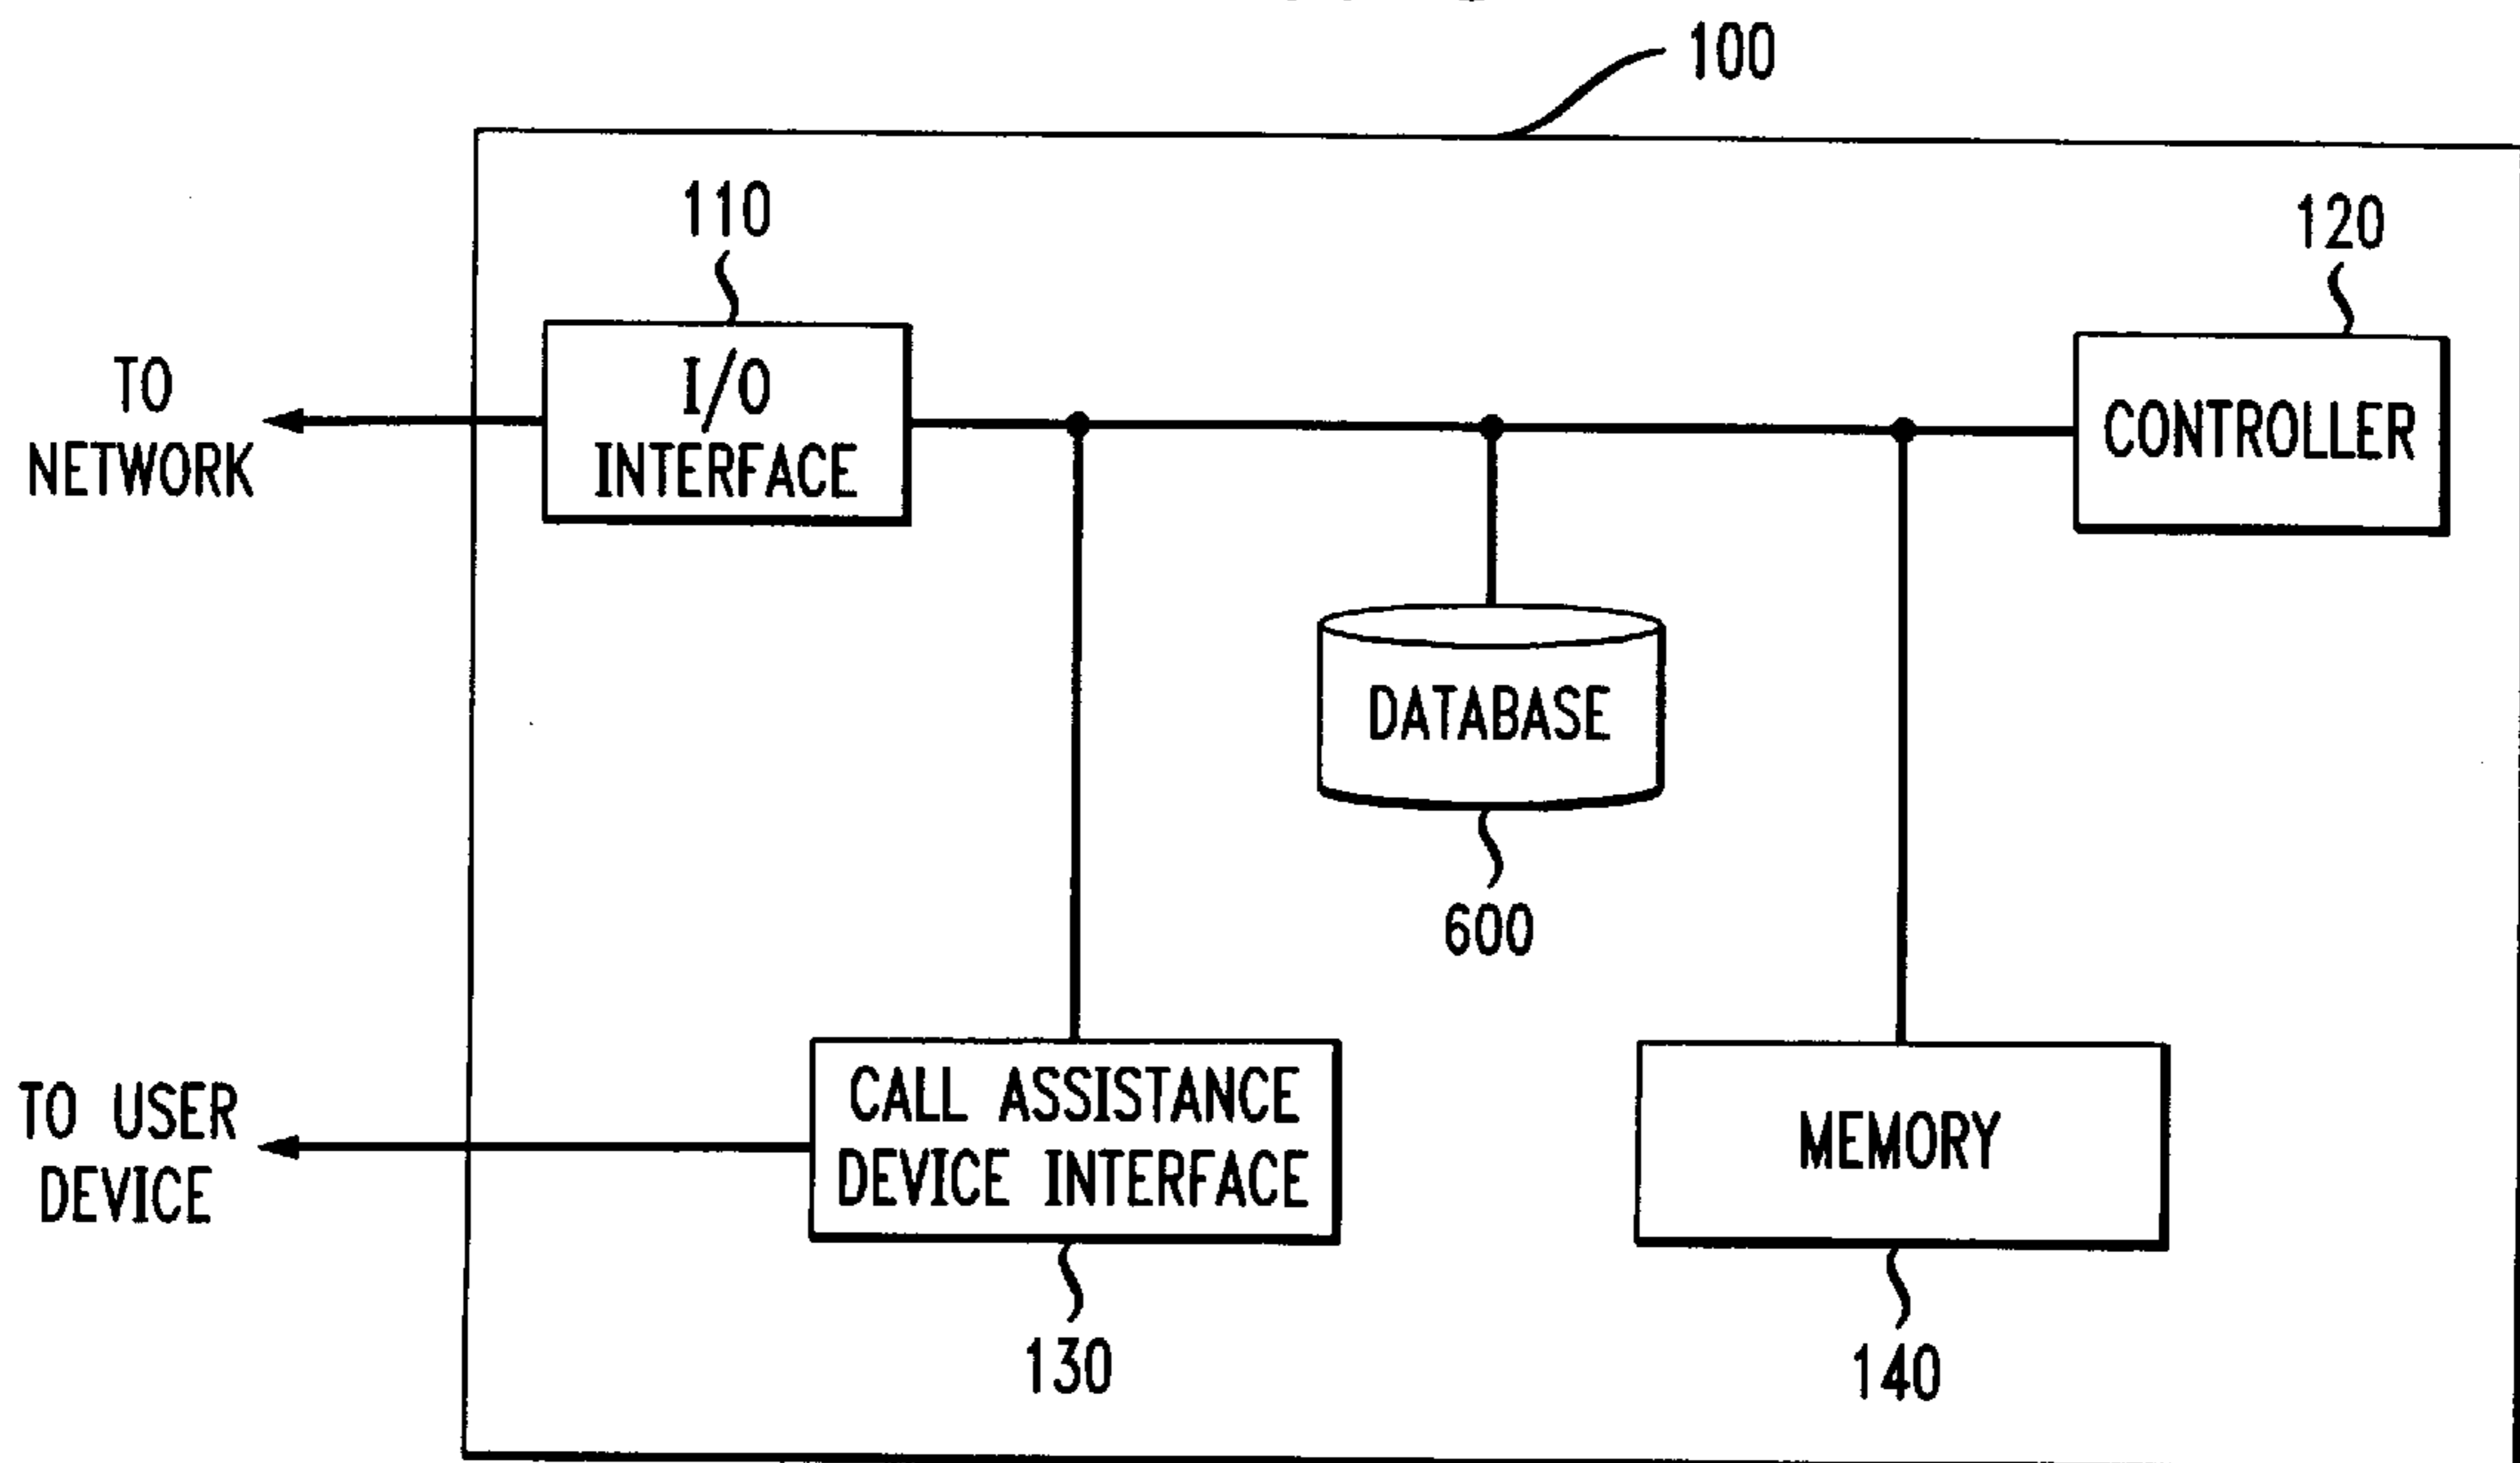 100
110
120
I/O
INTERFACE
TO
NETWORK
CONTROLLER
DATABASE
600
CALL ASSISTANCE
DEVICE INTERFACE
MEMORY
TO USER
DEVICE
130
140